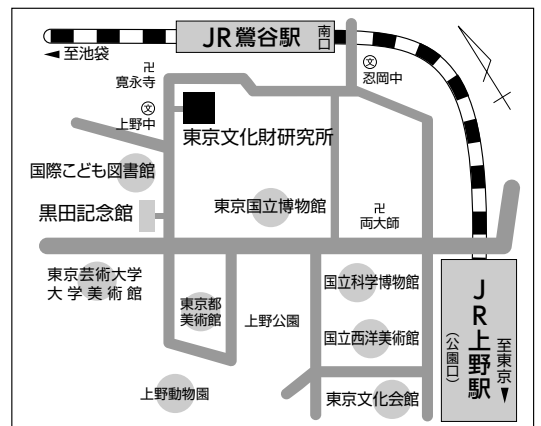 JR鶯谷駅
南口
◀至池袋
卍
寛永寺
文
忍岡中
文
上野中
東京文化財研究所
国際こども図書館
東京国立博物館
黒田記念館
卍
両大師
東京芸術大学
大学美術館
東京都
美術館
上野公園
国立科学博物館
国立西洋美術館
JR上野駅
(公園口)
至東京▶
上野動物園
東京文化会館